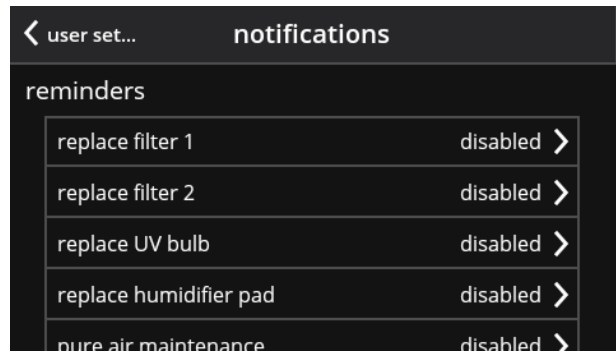 user set... notifications
reminders
replace filter 1 disabled
replace filter 2 disabled
replace UV bulb disabled
replace humidifier pad disabled
pure air maintenance disabled